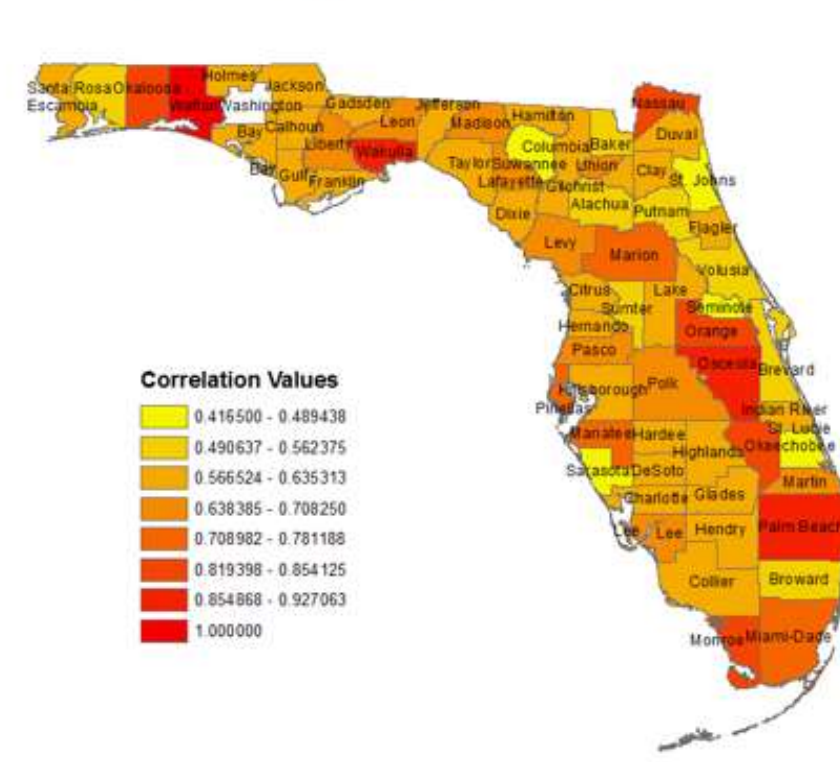 Holmes
Jackson
Santa Rosa Okaloosa
Walton Washington
Escambia
Gadsden
Jefferson
Nassau
Hamilton
Madison
Leon
Calhoun
Bay
Duval
Liberty
Columbia
Baker
Wakulla
Taylor
Suwannee
Union
Clay
St. Johns
Bay
Gulf
Franklin
Lafayette
Gilchrist
Alachua
Putnam
Dixie
Flagler
Levy
Marion
Volusia
Citrus
Lake
Sumter
Seminole
Hernando
Orange
Pasco
Osceola
Brevard
Correlation Values
Hillsborough
Polk
Pinellas
Indian River
St. Lucie
0.416500 - 0.489438
Manatee
Hardee
Okeechobee
0.490637 - 0.562375
Highlands
Sarasota
DeSoto
0.566524 - 0.635313
Martin
Charlotte
Glades
0.638385 - 0.708250
Lee
Lee
Hendry
Palm Beach
0.708982 - 0.781188
0.819398 - 0.854125
Collier
Broward
0.854868 - 0.927063
1.000000
Monroe
Miami-Dade